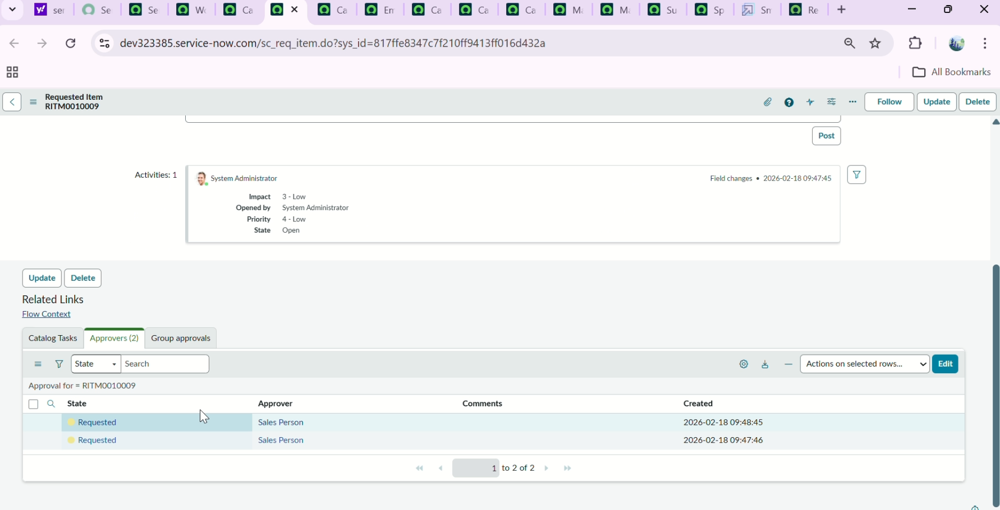 ser
Se
Se
Wo
Ca
Ca
Em
Ca
Ca
Ca
Ma
Ma
Su
Sp
Sm
Re
dev323385.service-now.com/sc_req_item.do?sys_id=817ffe8347c7f210ff9413ff016d432a
All Bookmarks
Requested Item
RITM0010009
Follow
Update
Delete
Post
Activities: 1
System Administrator
Field changes • 2026-02-18 09:47:45
Impact 3 - Low
Opened by System Administrator
Priority 4 - Low
State Open
Update
Delete
Related Links
Flow Context
Catalog Tasks
Approvers (2)
Group approvals
State
Search
Actions on selected rows...
Edit
Approval for = RITM0010009
State Approver Comments Created
Requested Sales Person 2026-02-18 09:48:45
Requested Sales Person 2026-02-18 09:47:46
1 to 2 of 2